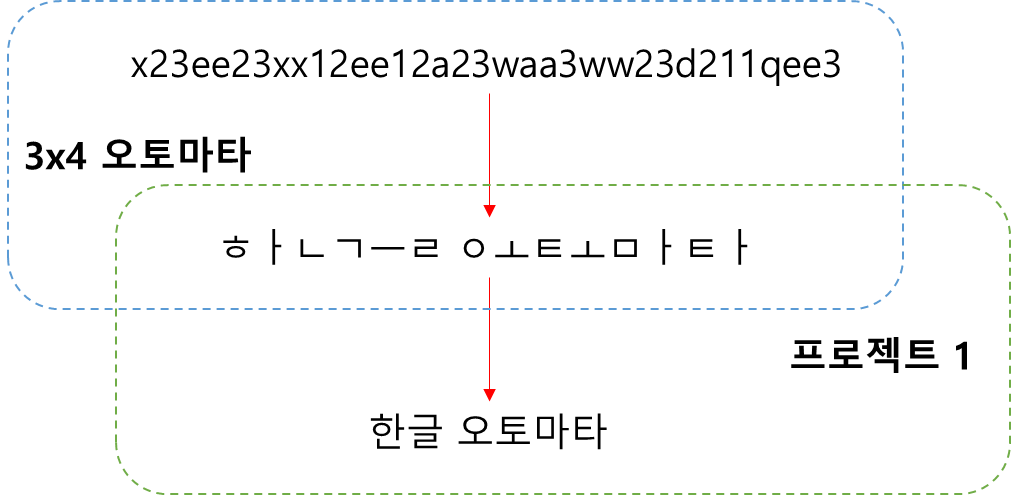 x23ee23xx12ee12a23waa3ww23d211qee3
3x4 오토마타
ㅎㅏㄴㄱㅡㄹ ㅇㅗㅌㅗㅁㅏㅌㅏ
프로젝트 1
한글 오토마타